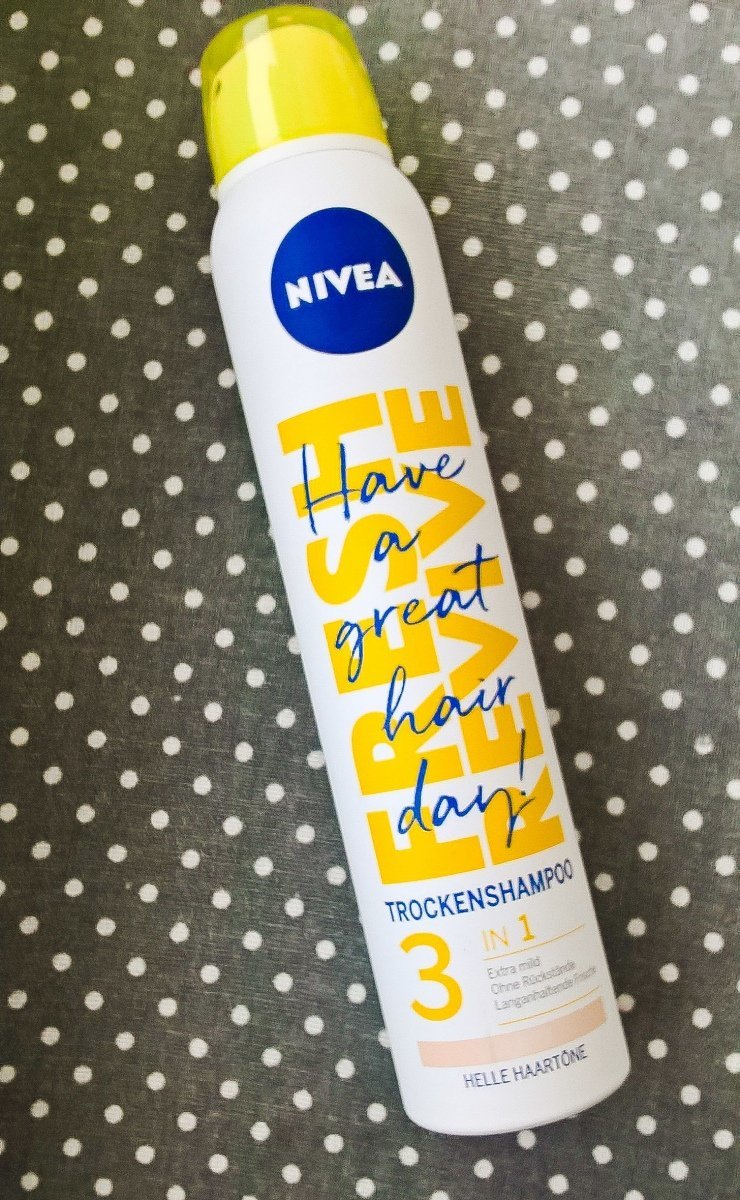 NIVEA
FRESH
REVIVE
Have
a
great
hair
day!
TROCKENSHAMPOO
3 IN 1
Extra mild
Ohne Rückstände
Langanhaltende Frische
HELLE HAARTÖNE